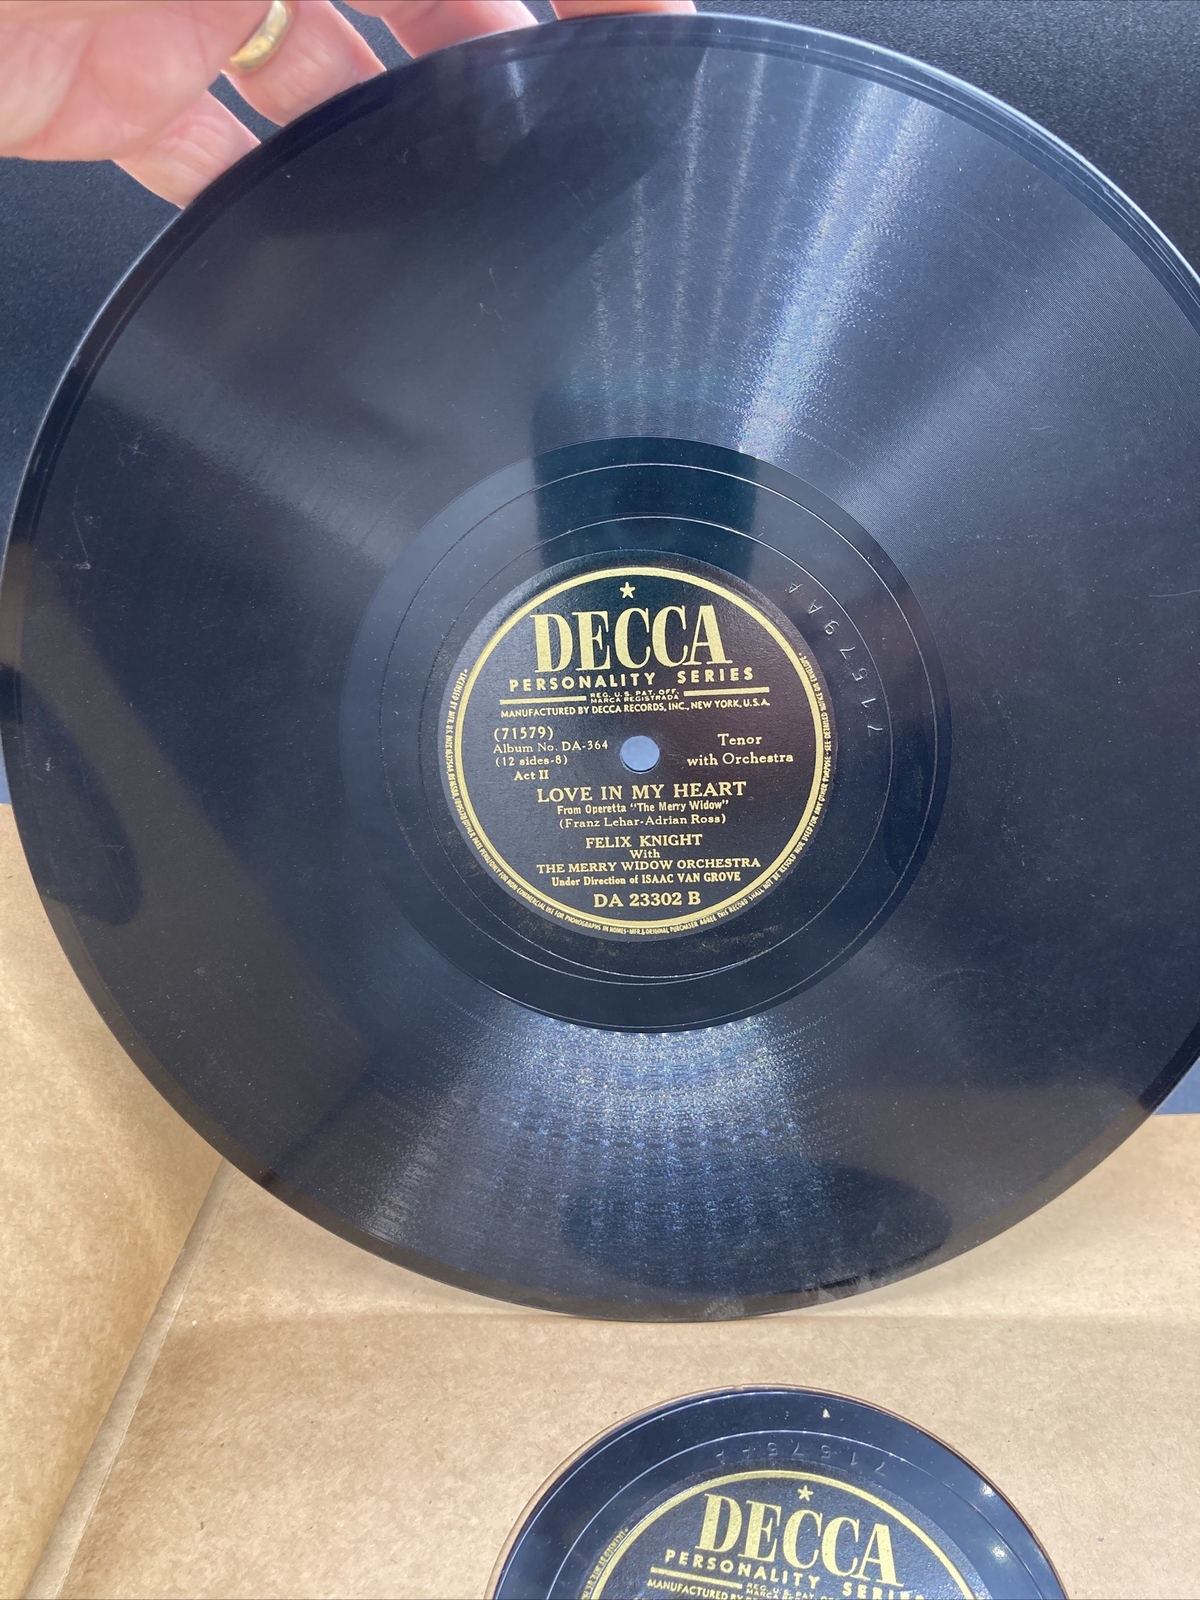 DECCA
PERSONALITY SERIES
REG. U.S. PAT. OFF.
MARCA REGISTRADA
MANUFACTURED BY DECCA RECORDS, INC., NEW YORK, U.S.A.
(71579)
Album No. DA-364
(12 sides-8)
Act II
Tenor
with Orchestra
LOVE IN MY HEART
From Operetta "The Merry Widow"
(Franz Lehar-Adrian Ross)
FELIX KNIGHT
With
THE MERRY WIDOW ORCHESTRA
Under Direction of ISAAC VAN GROVE
DA 23302 B
71579AA
DECCA
PERSONALITY SERIES
REG. U.S. PAT.
MARCA
MANUFACTURED BY